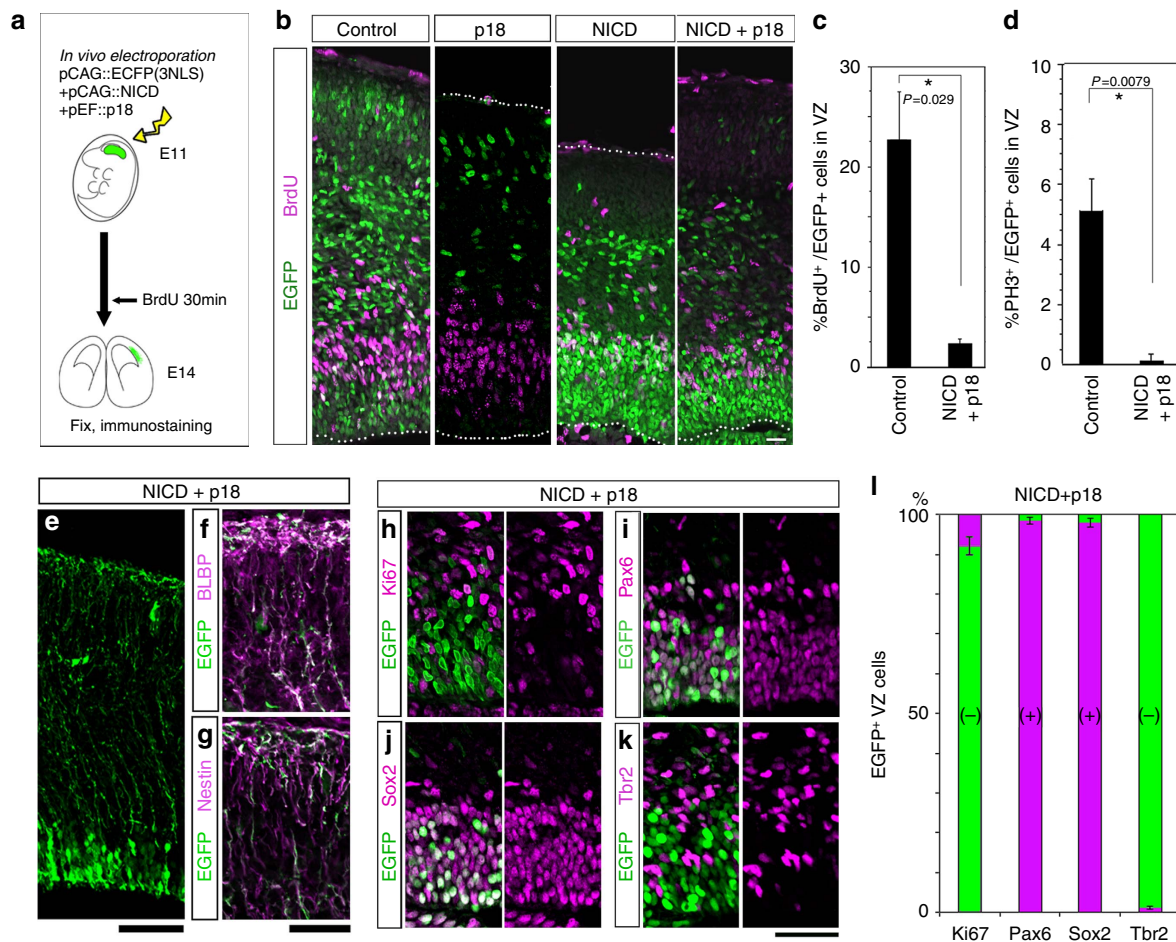 a
In vivo electroporation
pCAG::ECFP(3NLS)
+pCAG::NICD
+pEF::p18
E11
BrdU 30min
E14
Fix, immunostaining
b
Control
p18
NICD
NICD + p18
EGFP BrdU
c
%BrdU⁺ /EGFP+ cells in VZ
30
20
10
0
*
P=0.029
Control
NICD
+ p18
d
%PH3⁺ /EGFP⁺ cells in VZ
10
8
6
4
2
0
P=0.0079
*
Control
NICD
+ p18
NICD + p18
e
f
EGFP BLBP
g
EGFP Nestin
NICD + p18
h
EGFP Ki67
i
EGFP Pax6
j
EGFP Sox2
k
EGFP Tbr2
l
%
NICD+p18
EGFP⁺ VZ cells
100
50
0
(−) (+) (+) (−)
Ki67 Pax6 Sox2 Tbr2